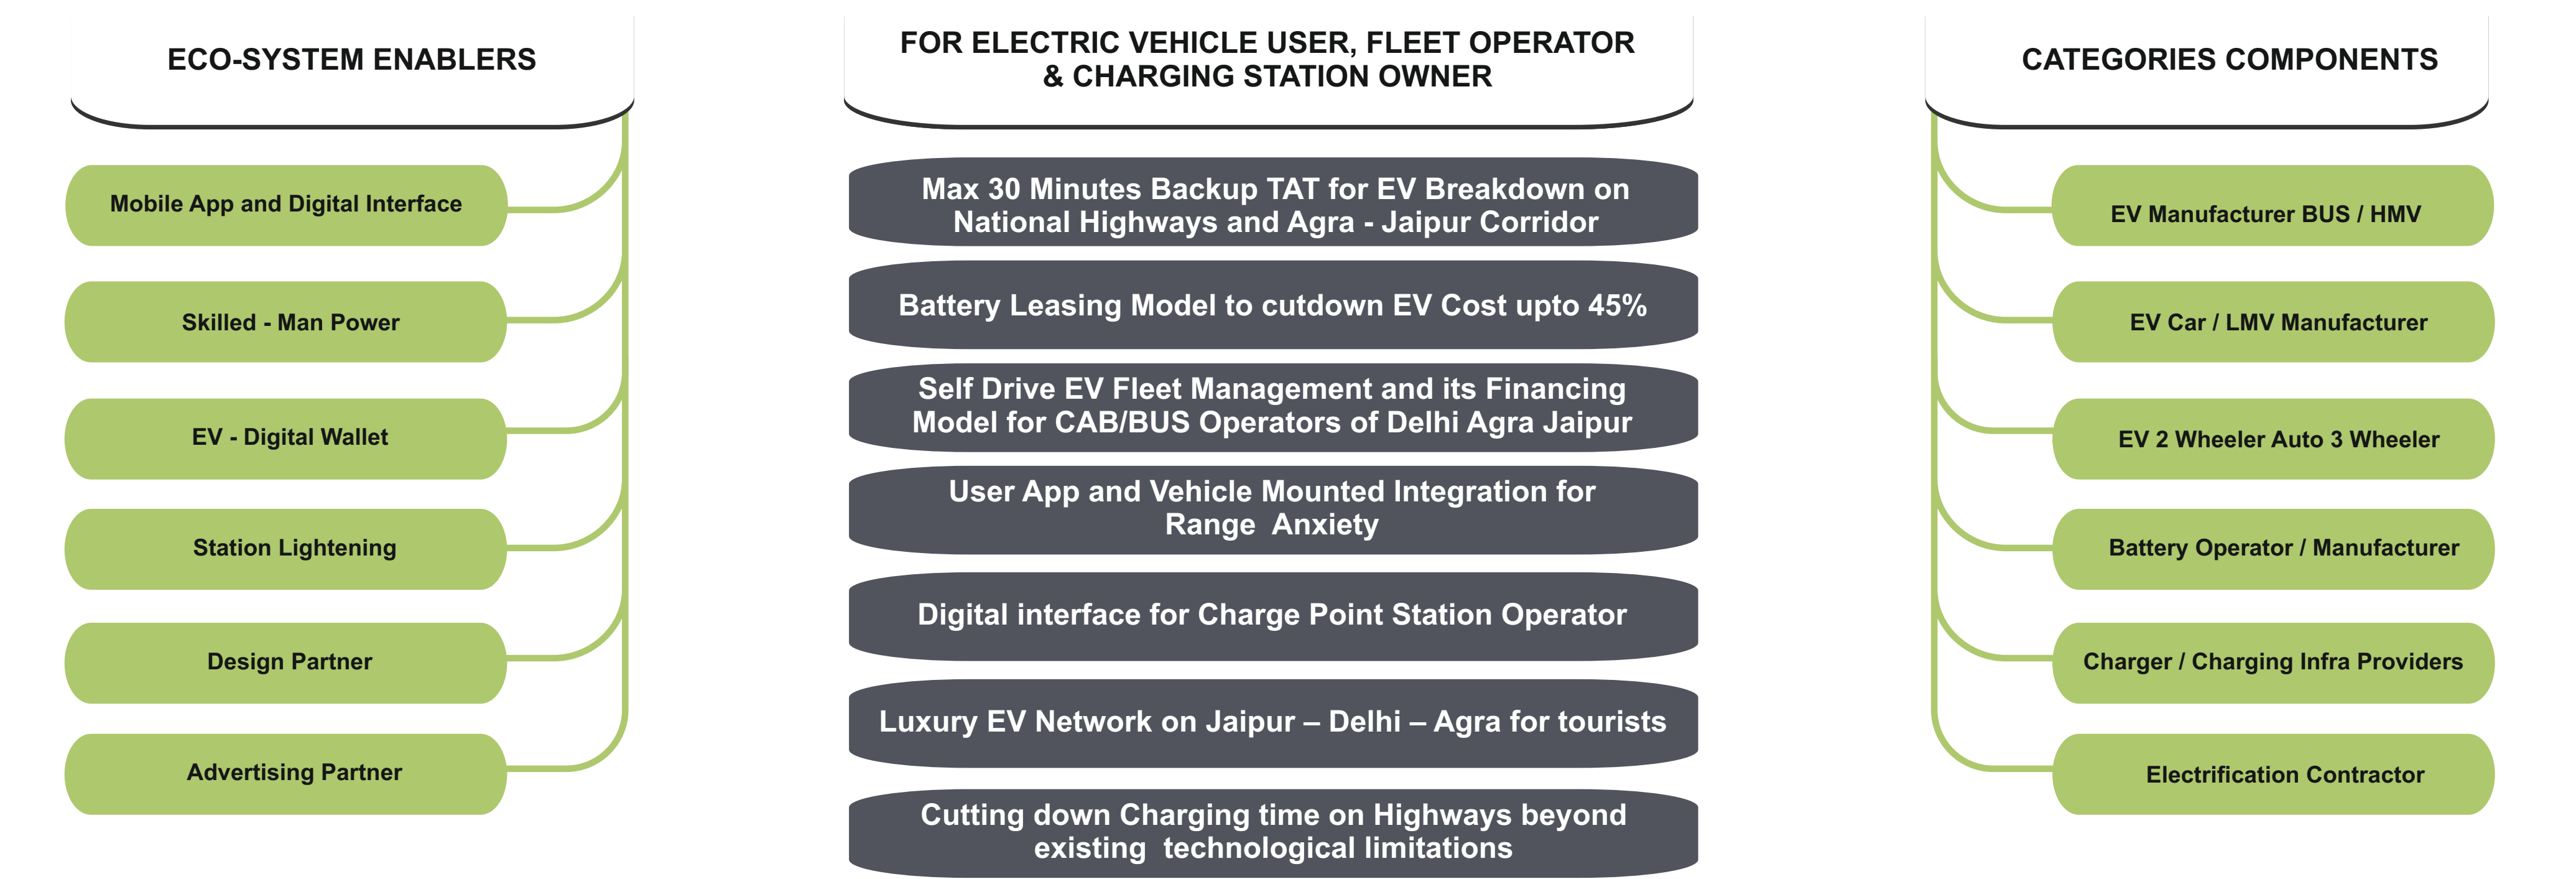 ECO-SYSTEM ENABLERS
Mobile App and Digital Interface
Skilled - Man Power
EV - Digital Wallet
Station Lightening
Design Partner
Advertising Partner
FOR ELECTRIC VEHICLE USER, FLEET OPERATOR
& CHARGING STATION OWNER
Max 30 Minutes Backup TAT for EV Breakdown on
National Highways and Agra - Jaipur Corridor
Battery Leasing Model to cutdown EV Cost upto 45%
Self Drive EV Fleet Management and its Financing
Model for CAB/BUS Operators of Delhi Agra Jaipur
User App and Vehicle Mounted Integration for
Range  Anxiety
Digital interface for Charge Point Station Operator
Luxury EV Network on Jaipur – Delhi – Agra for tourists
Cutting down Charging time on Highways beyond
existing  technological limitations
CATEGORIES COMPONENTS
EV Manufacturer BUS / HMV
EV Car / LMV Manufacturer
EV 2 Wheeler Auto 3 Wheeler
Battery Operator / Manufacturer
Charger / Charging Infra Providers
Electrification Contractor